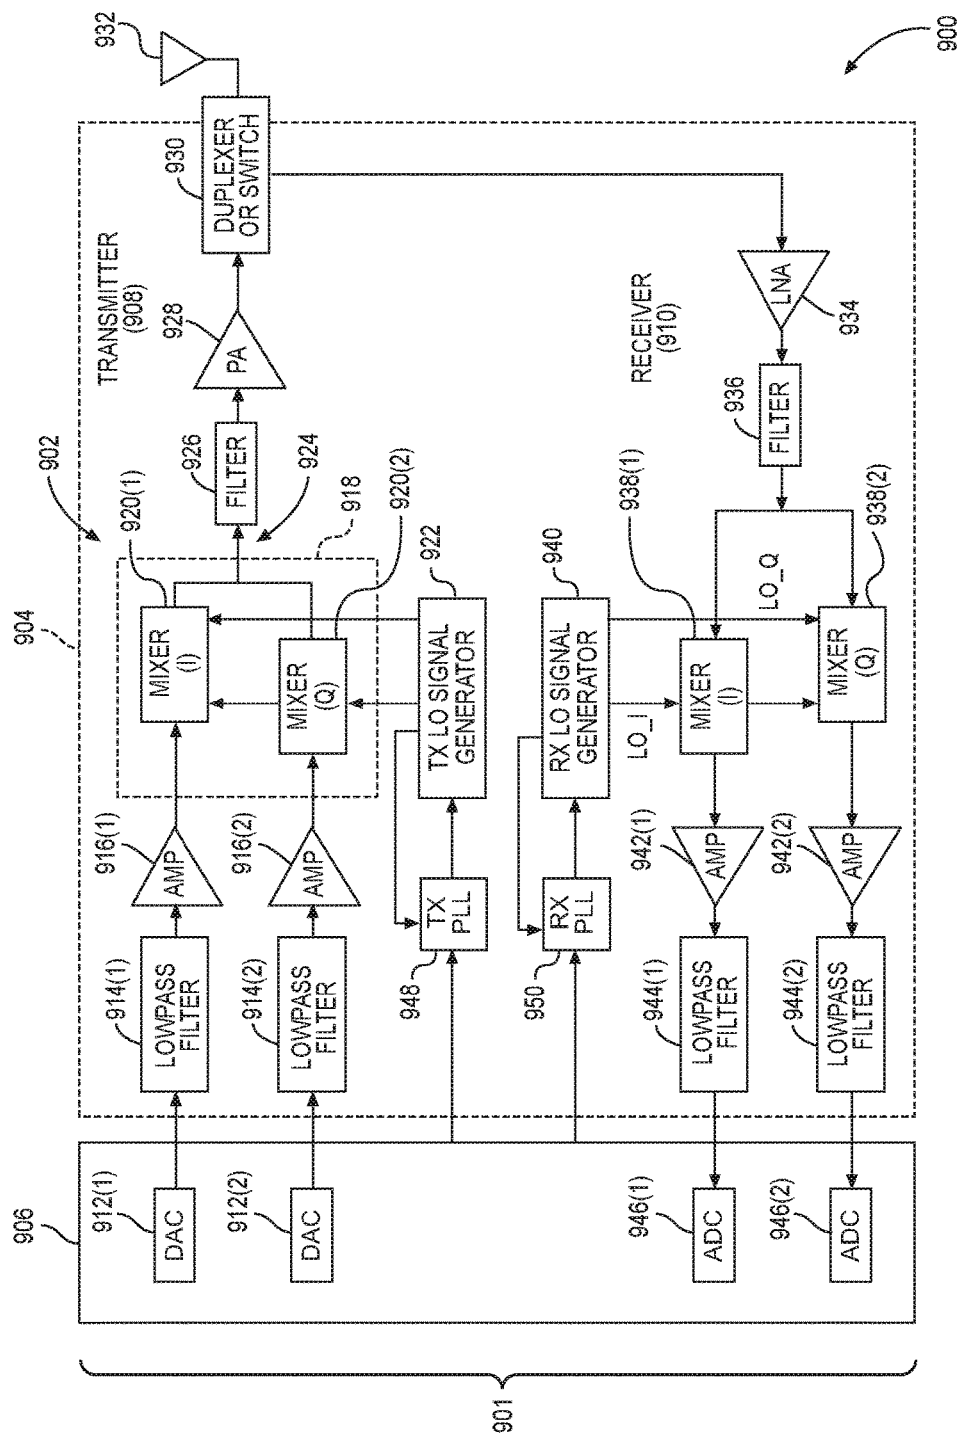 900
904
902
932
TRANSMITTER
(908)
930
DUPLEXER
OR SWITCH
928
PA
926
FILTER
924
918
920(1)
MIXER
(I)
920(2)
MIXER
(Q)
916(1)
AMP
916(2)
AMP
914(1)
LOWPASS
FILTER
914(2)
LOWPASS
FILTER
906
912(1)
DAC
912(2)
DAC
922
TX LO SIGNAL
GENERATOR
TX
PLL
948
940
RX LO SIGNAL
GENERATOR
RX
PLL
950
RECEIVER
(910)
LNA
934
936
FILTER
938(1)
MIXER
(I)
LO_I
LO_Q
938(2)
MIXER
(Q)
942(1)
AMP
942(2)
AMP
944(1)
LOWPASS
FILTER
944(2)
LOWPASS
FILTER
946(1)
ADC
946(2)
ADC
901